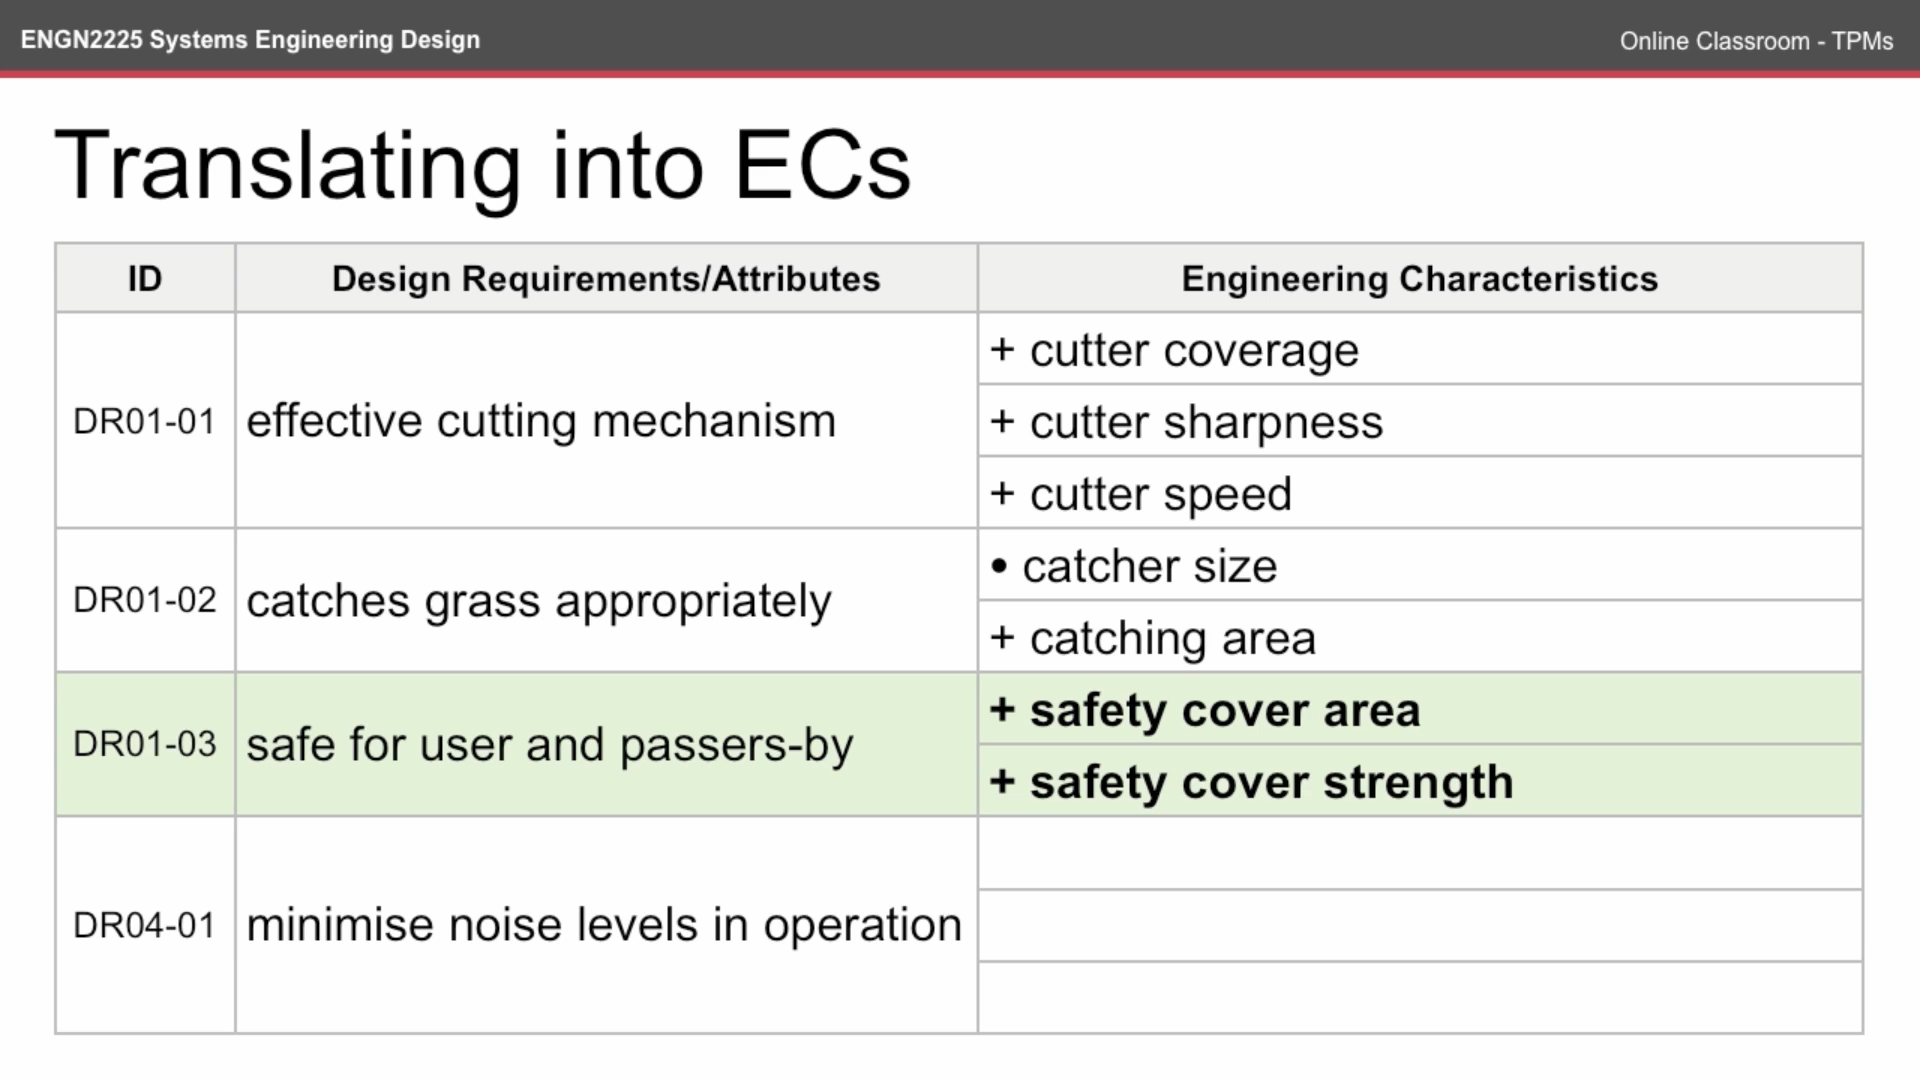 ENGN2225 Systems Engineering Design
Online Classroom - TPMs
Translating into ECs
ID
Design Requirements/Attributes
Engineering Characteristics
DR01-01
effective cutting mechanism
+ cutter coverage
+ cutter sharpness
+ cutter speed
DR01-02
catches grass appropriately
• catcher size
+ catching area
DR01-03
safe for user and passers-by
+ safety cover area
+ safety cover strength
DR04-01
minimise noise levels in operation